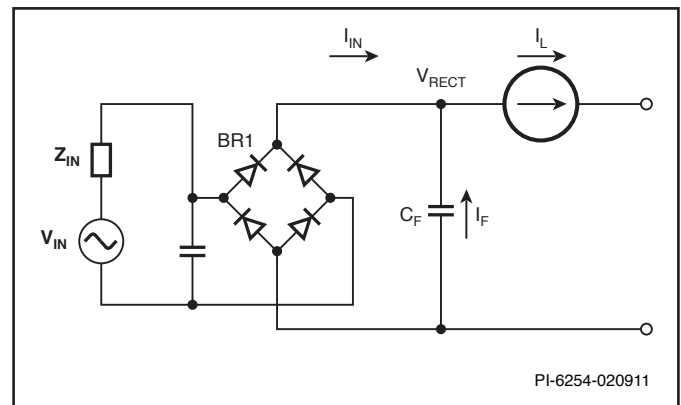 I_IN
I_L
V_RECT
BR1
Z_IN
V_IN
C_F
I_F
PI-6254-020911